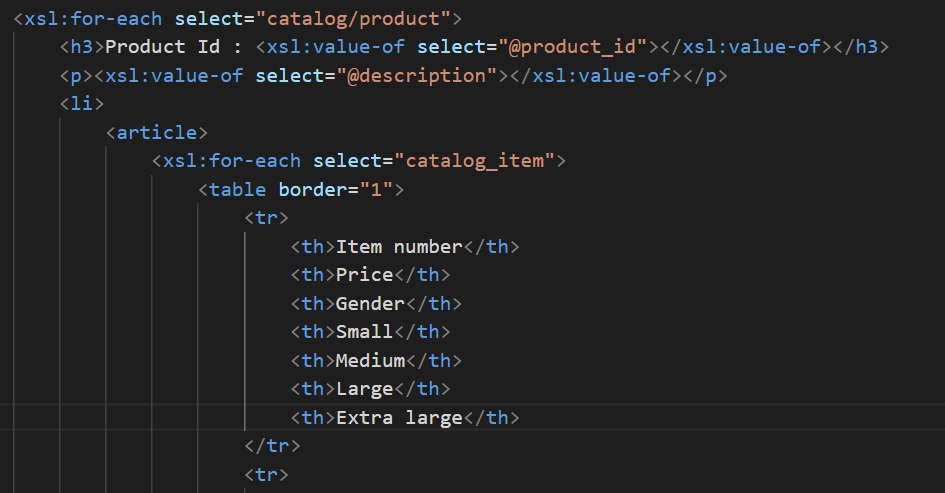 <xsl:for-each select="catalog/product">
<h3>Product Id : <xsl:value-of select="@product_id"></xsl:value-of></h3>
<p><xsl:value-of select="@description"></xsl:value-of></p>
<li>
<article>
<xsl:for-each select="catalog_item">
<table border="1">
<tr>
<th>Item number</th>
<th>Price</th>
<th>Gender</th>
<th>Small</th>
<th>Medium</th>
<th>Large</th>
<th>Extra large</th>
</tr>
<tr>